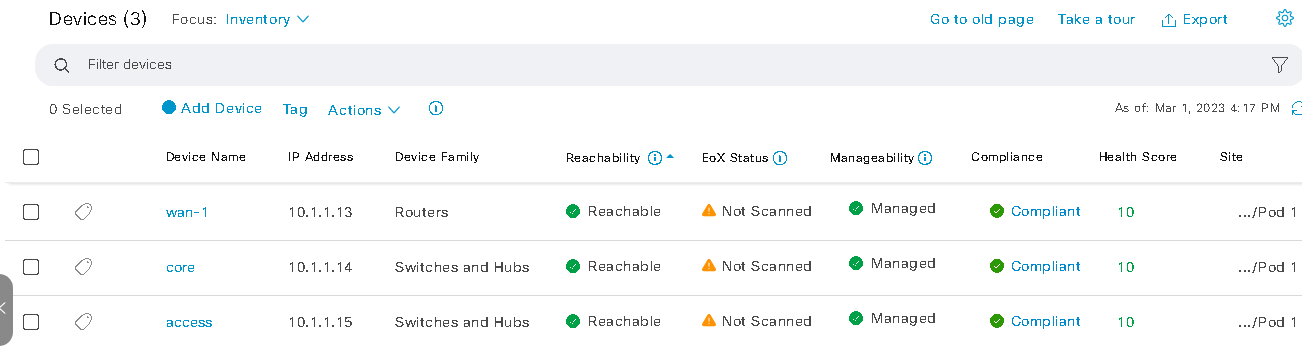 Devices (3) Focus: Inventory Go to old page Take a tour Export
Filter devices
0 Selected Add Device Tag Actions As of: Mar 1, 2023 4:17 PM
Device Name IP Address Device Family Reachability EoX Status Manageability Compliance Health Score Site
wan-1 10.1.1.13 Routers Reachable Not Scanned Managed Compliant 10 .../Pod 1
core 10.1.1.14 Switches and Hubs Reachable Not Scanned Managed Compliant 10 .../Pod 1
access 10.1.1.15 Switches and Hubs Reachable Not Scanned Managed Compliant 10 .../Pod 1